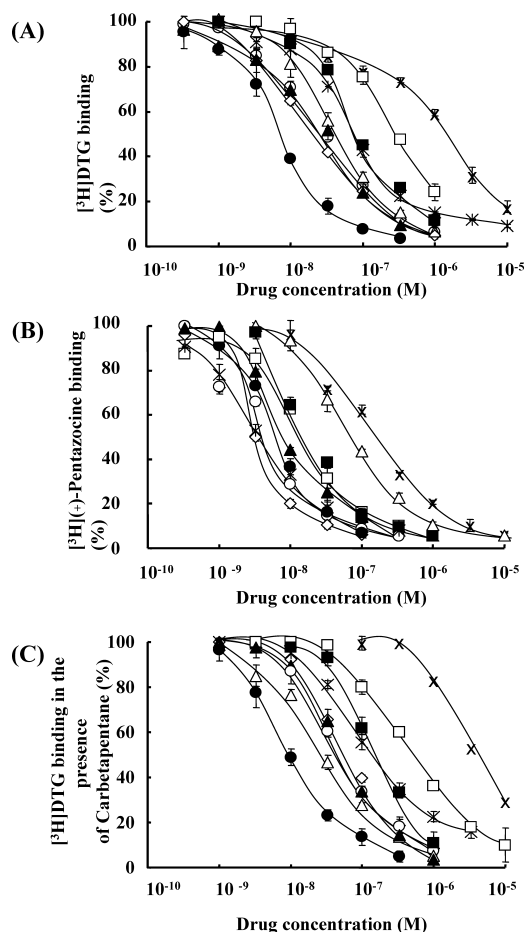 (A)
[³H]DTG binding
(%)
100
80
60
40
20
0
10⁻¹⁰ 10⁻⁹ 10⁻⁸ 10⁻⁷ 10⁻⁶ 10⁻⁵
Drug concentration (M)
(B)
[³H](+)-Pentazocine binding
(%)
100
80
60
40
20
0
10⁻¹⁰ 10⁻⁹ 10⁻⁸ 10⁻⁷ 10⁻⁶ 10⁻⁵
Drug concentration (M)
(C)
[³H]DTG binding in the
presence
of Carbetapentane (%)
100
80
60
40
20
0
10⁻¹⁰ 10⁻⁹ 10⁻⁸ 10⁻⁷ 10⁻⁶ 10⁻⁵
Drug concentration (M)